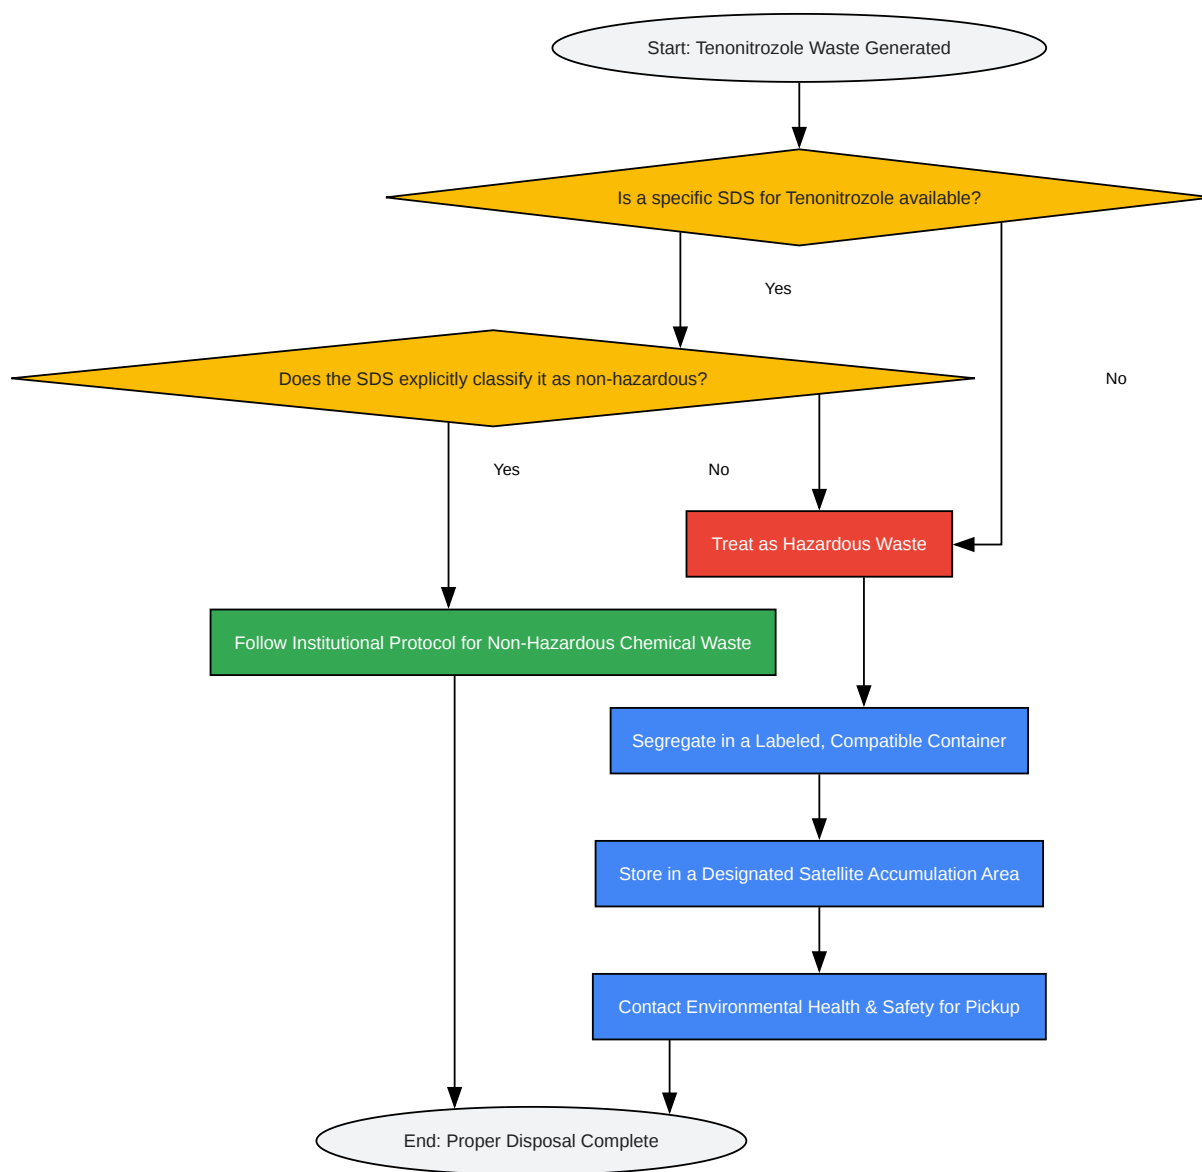 Start: Tenonitrozole Waste Generated
Is a specific SDS for Tenonitrozole available?
Yes
Does the SDS explicitly classify it as non-hazardous?
No
Yes
No
Treat as Hazardous Waste
Follow Institutional Protocol for Non-Hazardous Chemical Waste
Segregate in a Labeled, Compatible Container
Store in a Designated Satellite Accumulation Area
Contact Environmental Health & Safety for Pickup
End: Proper Disposal Complete